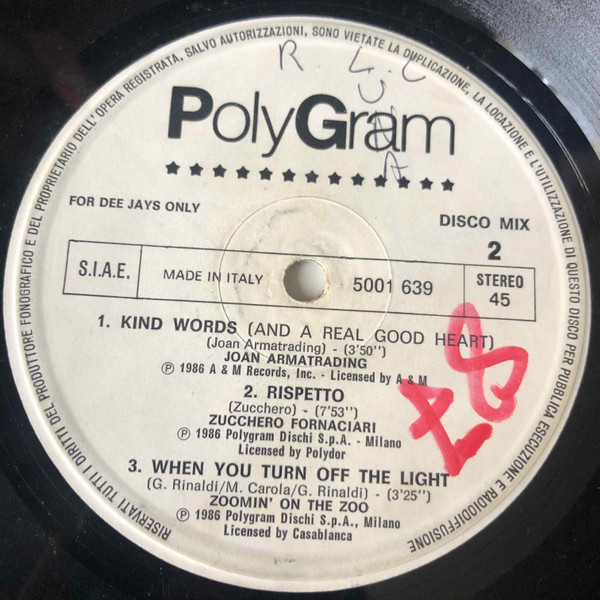 RISERVATI TUTTI I DIRITTI DEL PRODUTTORE FONOGRAFICO E DEL PROPRIETARIO DELL'OPERA REGISTRATA, SALVO AUTORIZZAZIONI, SONO VIETATE LA DUPLICAZIONE, LA LOCAZIONE E L'UTILIZZAZIONE DI QUESTO DISCO PER PUBBLICA ESECUZIONE E RADIODIFFUSIONE
PolyGram
FOR DEE JAYS ONLY
DISCO MIX
2
S.I.A.E.
MADE IN ITALY
5001 639
STEREO
45
1. KIND WORDS (AND A REAL GOOD HEART)
(Joan Armatrading) - (3'50'')
JOAN ARMATRADING
℗ 1986 A & M Records, Inc. - Licensed by A & M
2. RISPETTO
(Zucchero) - (7'53'')
ZUCCHERO FORNACIARI
℗ 1986 Polygram Dischi S.p.A. - Milano
Licensed by Polydor
3. WHEN YOU TURN OFF THE LIGHT
(G. Rinaldi/M. Carola/G. Rinaldi) - (3'25'')
ZOOMIN' ON THE ZOO
℗ 1986 Polygram Dischi S.p.A., Milano
Licensed by Casablanca